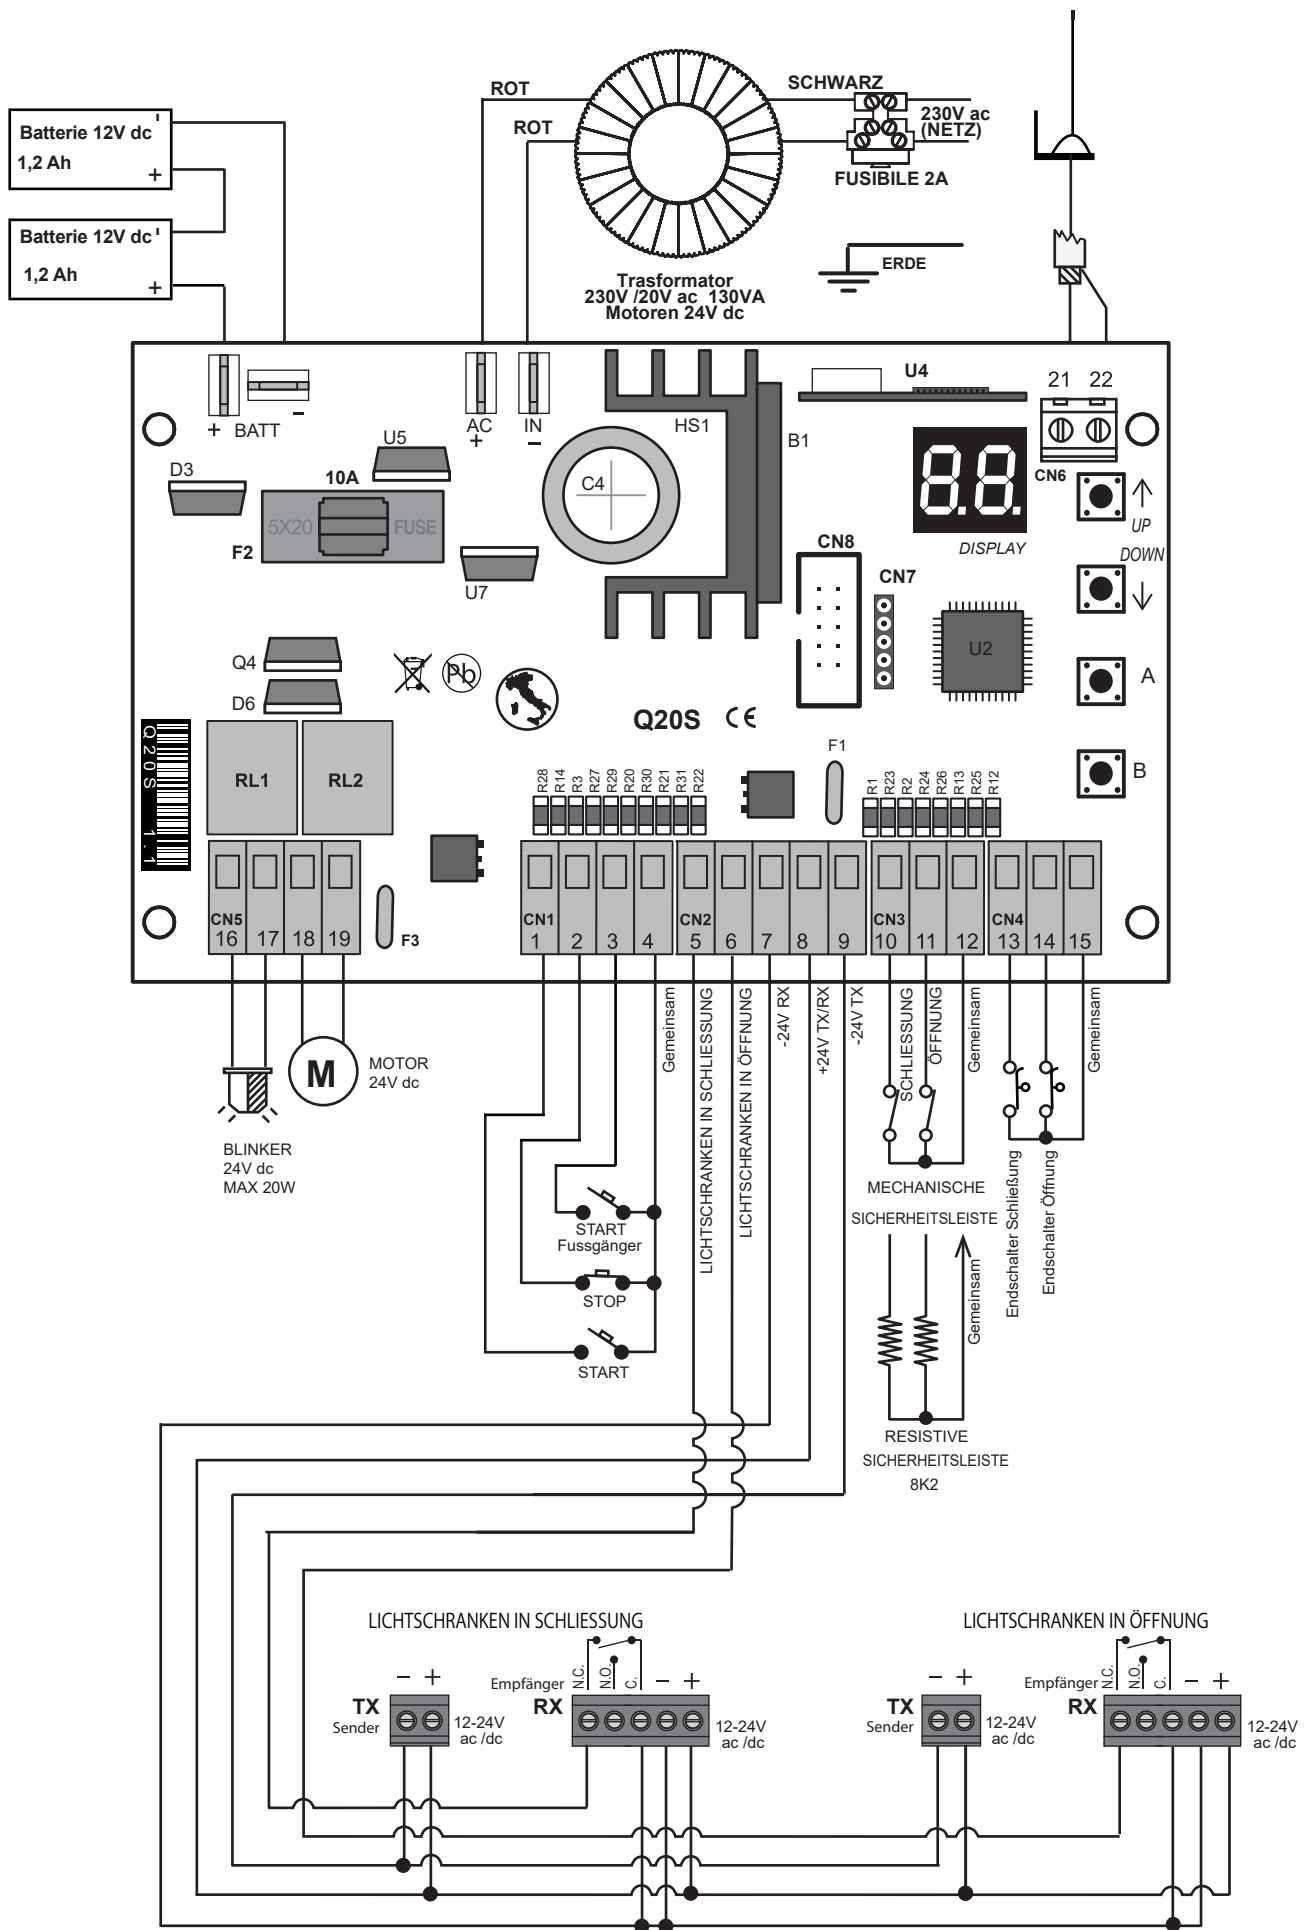 ROT
SCHWARZ
ROT
230V ac
(NETZ)
Batterie 12V dc
1,2 Ah
+
FUSIBILE 2A
Batterie 12V dc
1,2 Ah
+
ERDE
Trasformator
230V /20V ac 130VA
Motoren 24V dc
U4
21 22
+ BATT -
AC
+
IN
-
HS1
B1
U5
D3
10A
C4
CN6
5X20 FUSE
F2
UP
DISPLAY
DOWN
CN8
CN7
U7
U2
Q4
Pb
A
D6
Q20S CE
F1
B
Q20S 1.1
RL1 RL2
R28 R14 R3 R27 R29 R20 R30 R21 R31 R22
R1 R23 R2 R24 R26 R13 R25 R12
CN5 CN1 CN2 CN3 CN4
16 17 18 19 1 2 3 4 5 6 7 8 9 10 11 12 13 14 15
F3
Gemeinsam
LICHTSCHRANKEN IN SCHLIESSUNG
LICHTSCHRANKEN IN ÖFFNUNG
-24V RX
+24V TX/RX
-24V TX
SCHLIESSUNG
ÖFFNUNG
Gemeinsam
Gemeinsam
M
MOTOR
24V dc
BLINKER
24V dc
MAX 20W
MECHANISCHE
SICHERHEITSLEISTE
Endschalter Schließung
Endschalter Öffnung
START
Fussgänger
STOP
START
Gemeinsam
RESISTIVE
SICHERHEITSLEISTE
8K2
LICHTSCHRANKEN IN SCHLIESSUNG
LICHTSCHRANKEN IN ÖFFNUNG
- +
TX
Sender
12-24V
ac /dc
Empfänger
RX
N.C.
N.O.
C.
- +
12-24V
ac /dc
- +
TX
Sender
12-24V
ac /dc
Empfänger
RX
N.C.
N.O.
C.
- +
12-24V
ac /dc